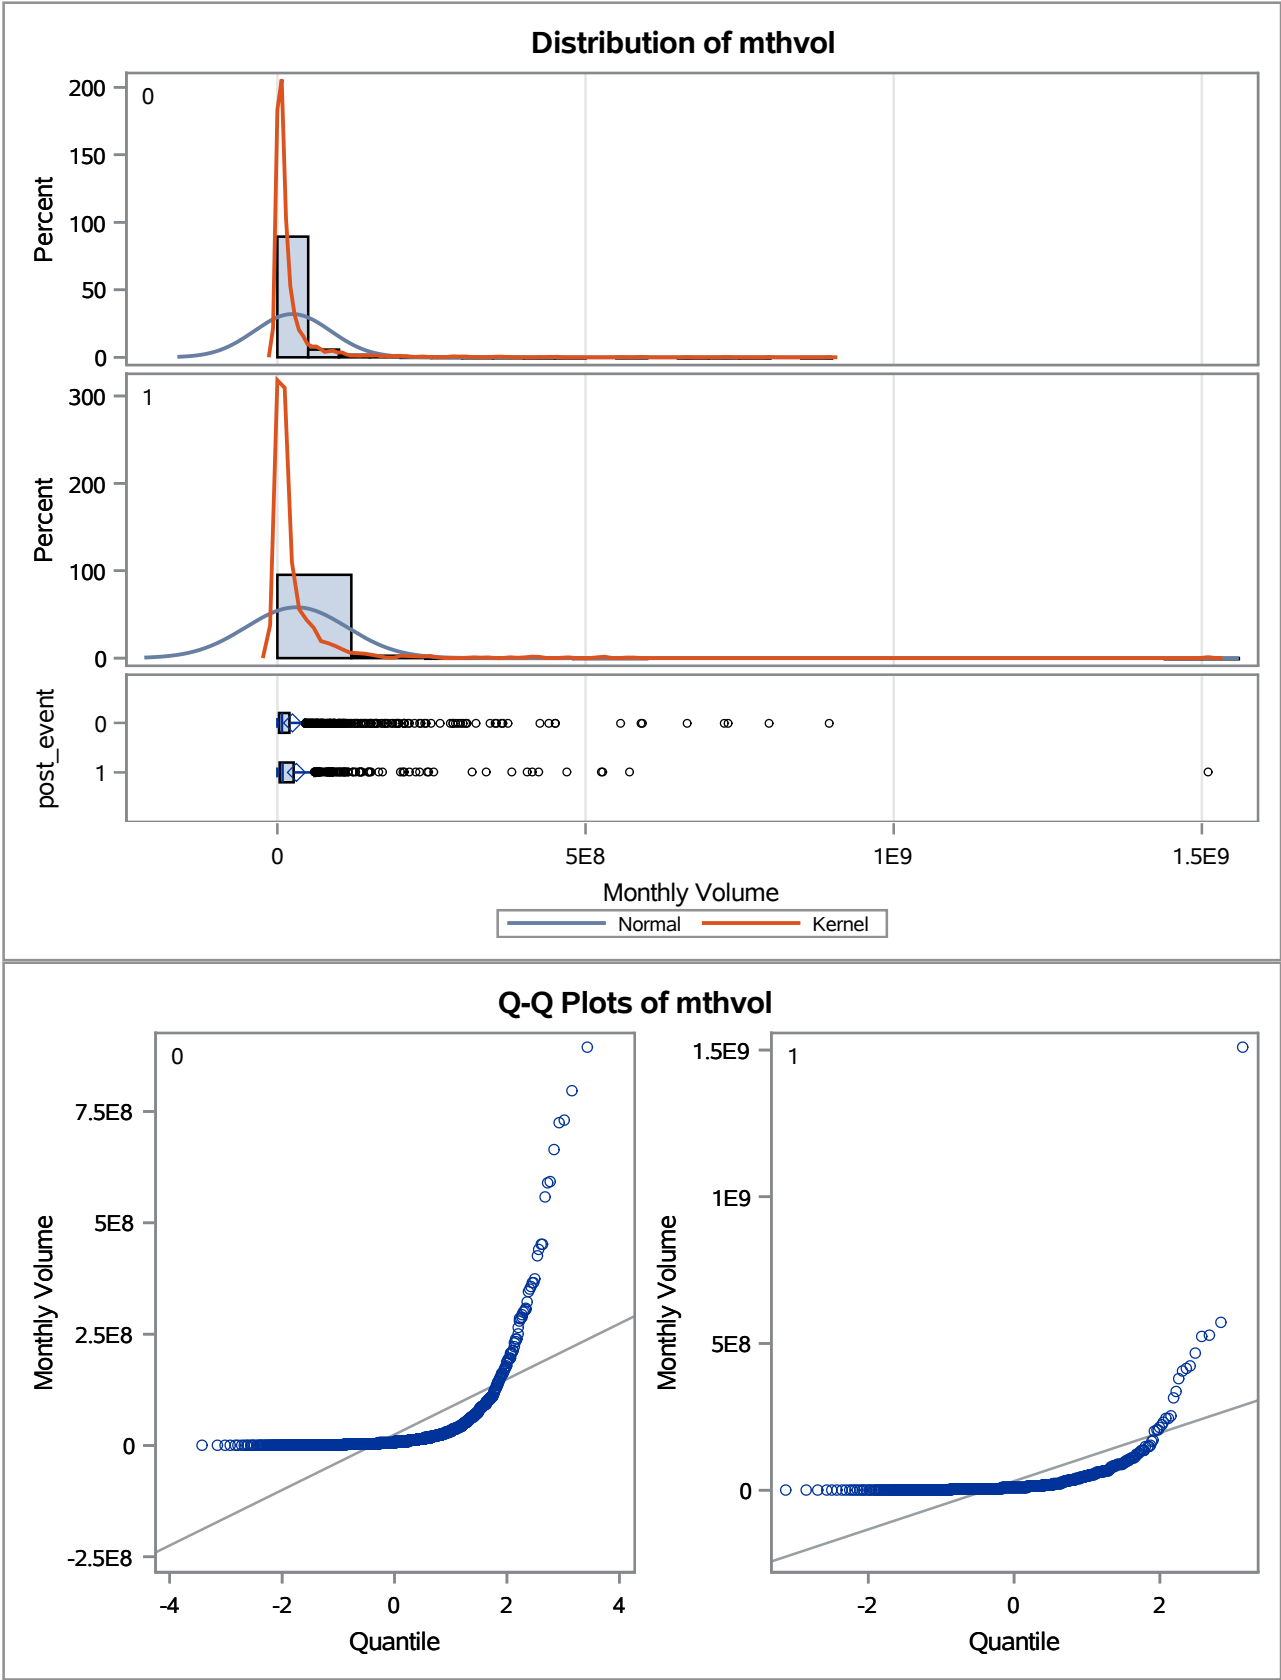 Distribution of mthvol
0
200
150
100
50
0
Percent
1
300
200
100
0
Percent
0
1
post_event
0 5E8 1E9 1.5E9
Monthly Volume
Normal Kernel
Q-Q Plots of mthvol
0
7.5E8
5E8
2.5E8
0
-2.5E8
Monthly Volume
-4 -2 0 2 4
Quantile
1
1.5E9
1E9
5E8
0
Monthly Volume
-2 0 2
Quantile